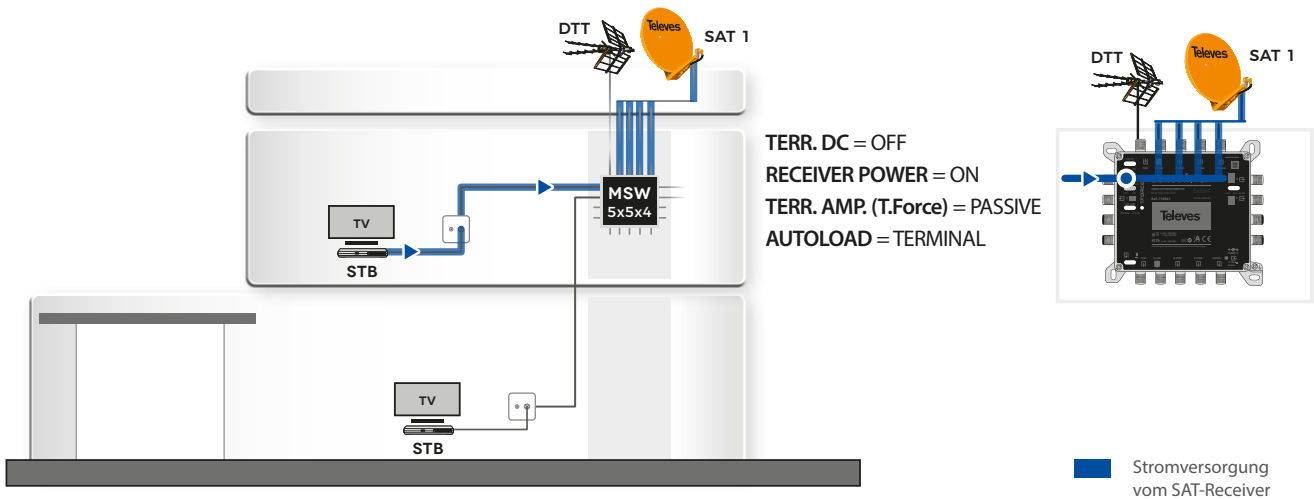 DTT
Televes
SAT 1
MSW
5x5x4
TV
STB
TV
STB
TERR. DC = OFF
RECEIVER POWER = ON
TERR. AMP. (T.Force) = PASSIVE
AUTOLOAD = TERMINAL
DTT
Televes
SAT 1
Televes
Stromversorgung
vom SAT-Receiver